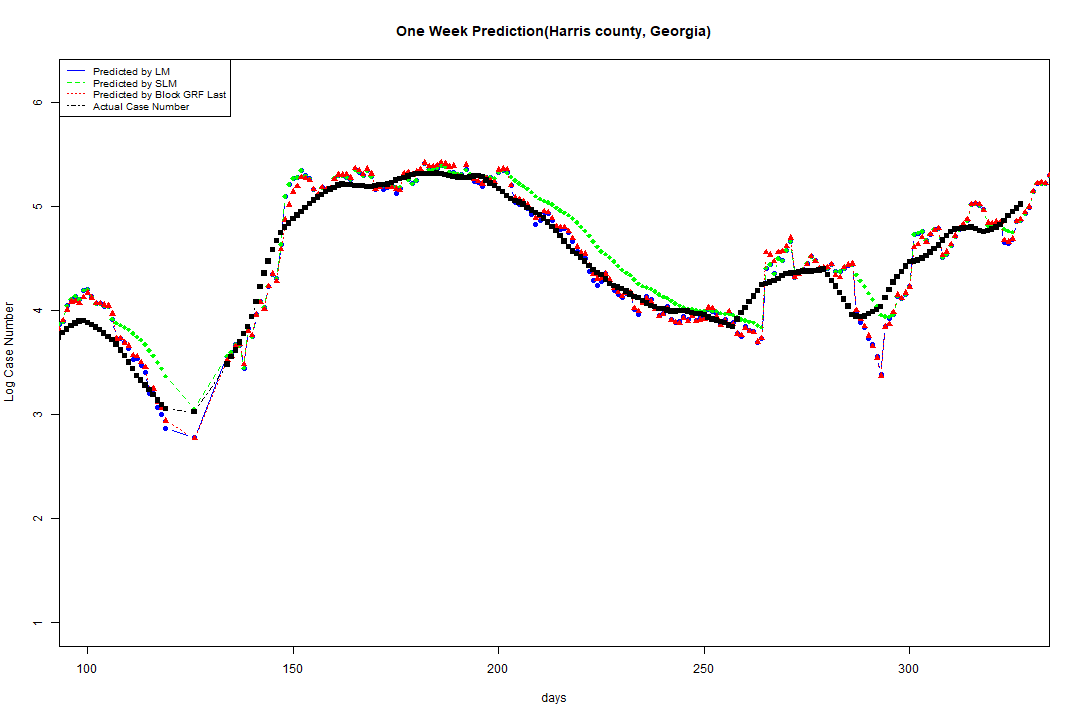 One Week Prediction(Harris county, Georgia)
Predicted by LM
Predicted by SLM
Predicted by Block GRF Last
Actual Case Number
6
5
4
3
2
1
Log Case Number
100 150 200 250 300
days